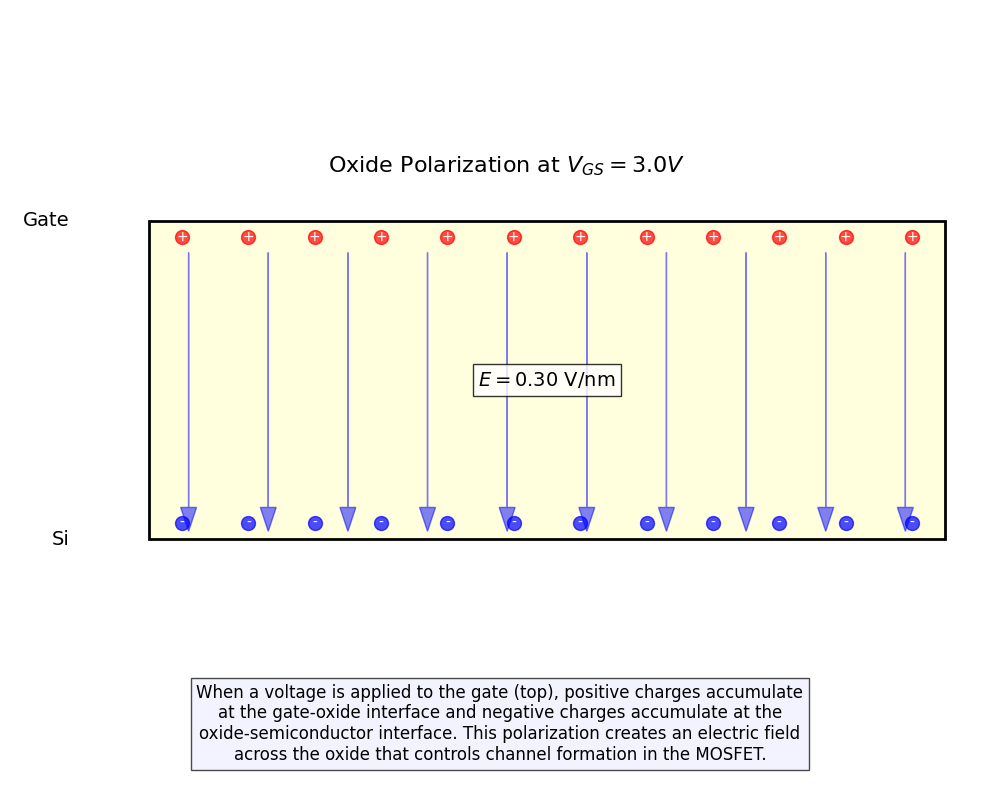 Oxide Polarization at $V_{GS} = 3.0V$
Gate
+ + + + + + + + + + + +
$E = 0.30$ V/nm
- - - - - - - - - - - -
Si
When a voltage is applied to the gate (top), positive charges accumulate
at the gate-oxide interface and negative charges accumulate at the
oxide-semiconductor interface. This polarization creates an electric field
across the oxide that controls channel formation in the MOSFET.